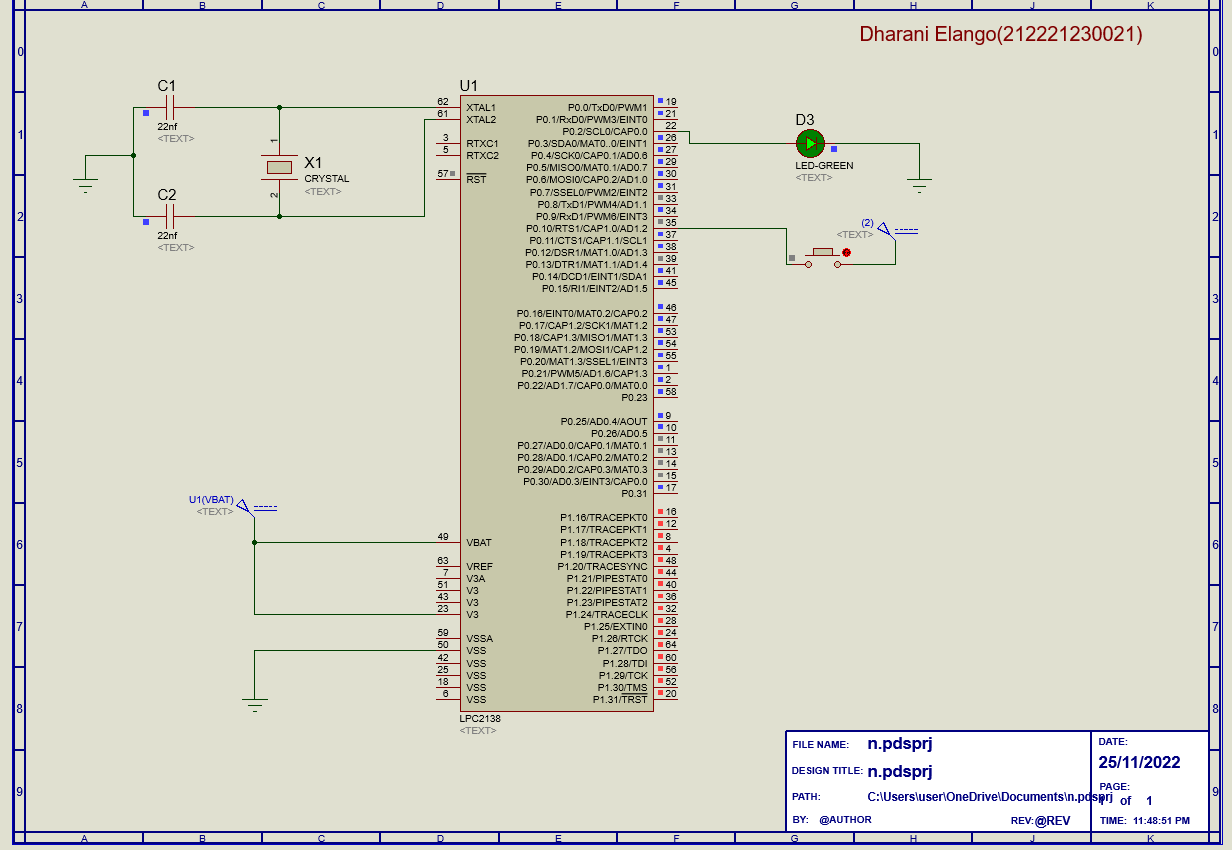 A B C D E F G H J K
Dharani Elango(212221230021)
0 0
1 1
2 2
3 3
4 4
5 5
6 6
7 7
8 8
9 9
C1
22nf
<TEXT>
C2
22nf
<TEXT>
1
X1
CRYSTAL
<TEXT>
2
U1
62 XTAL1
61 XTAL2
3 RTXC1
5 RTXC2
57 RST
49 VBAT
63 VREF
7 V3A
51 V3
43 V3
23 V3
59 VSSA
50 VSS
42 VSS
25 VSS
18 VSS
6 VSS
P0.0/TxD0/PWM1 19
P0.1/RxD0/PWM3/EINT0 21
P0.2/SCL0/CAP0.0 22
P0.3/SDA0/MAT0..0/EINT1 26
P0.4/SCK0/CAP0.1/AD0.6 27
P0.5/MISO0/MAT0.1/AD0.7 29
P0.6/MOSI0/CAP0.2/AD1.0 30
P0.7/SSEL0/PWM2/EINT2 31
P0.8/TxD1/PWM4/AD1.1 33
P0.9/RxD1/PWM6/EINT3 34
P0.10/RTS1/CAP1.0/AD1.2 35
P0.11/CTS1/CAP1.1/SCL1 37
P0.12/DSR1/MAT1.0/AD1.3 38
P0.13/DTR1/MAT1.1/AD1.4 39
P0.14/DCD1/EINT1/SDA1 41
P0.15/RI1/EINT2/AD1.5 45
P0.16/EINT0/MAT0.2/CAP0.2 46
P0.17/CAP1.2/SCK1/MAT1.2 47
P0.18/CAP1.3/MISO1/MAT1.3 53
P0.19/MAT1.2/MOSI1/CAP1.2 54
P0.20/MAT1.3/SSEL1/EINT3 55
P0.21/PWM5/AD1.6/CAP1.3 1
P0.22/AD1.7/CAP0.0/MAT0.0 2
P0.23 58
P0.25/AD0.4/AOUT 9
P0.26/AD0.5 10
P0.27/AD0.0/CAP0.1/MAT0.1 11
P0.28/AD0.1/CAP0.2/MAT0.2 13
P0.29/AD0.2/CAP0.3/MAT0.3 14
P0.30/AD0.3/EINT3/CAP0.0 15
P0.31 17
P1.16/TRACEPKT0 16
P1.17/TRACEPKT1 12
P1.18/TRACEPKT2 8
P1.19/TRACEPKT3 4
P1.20/TRACESYNC 48
P1.21/PIPESTAT0 44
P1.22/PIPESTAT1 40
P1.23/PIPESTAT2 36
P1.24/TRACECLK 32
P1.25/EXTIN0 28
P1.26/RTCK 24
P1.27/TDO 64
P1.28/TDI 60
P1.29/TCK 56
P1.30/TMS 52
P1.31/TRST 20
LPC2138
<TEXT>
D3
LED-GREEN
<TEXT>
(2)
<TEXT>
U1(VBAT)
<TEXT>
FILE NAME: n.pdsprj
DESIGN TITLE: n.pdsprj
PATH: C:\Users\user\OneDrive\Documents\n.pdsprj
BY: @AUTHOR REV:@REV
DATE:
25/11/2022
PAGE:
1 of 1
TIME: 11:48:51 PM
A B C D E F G H J K